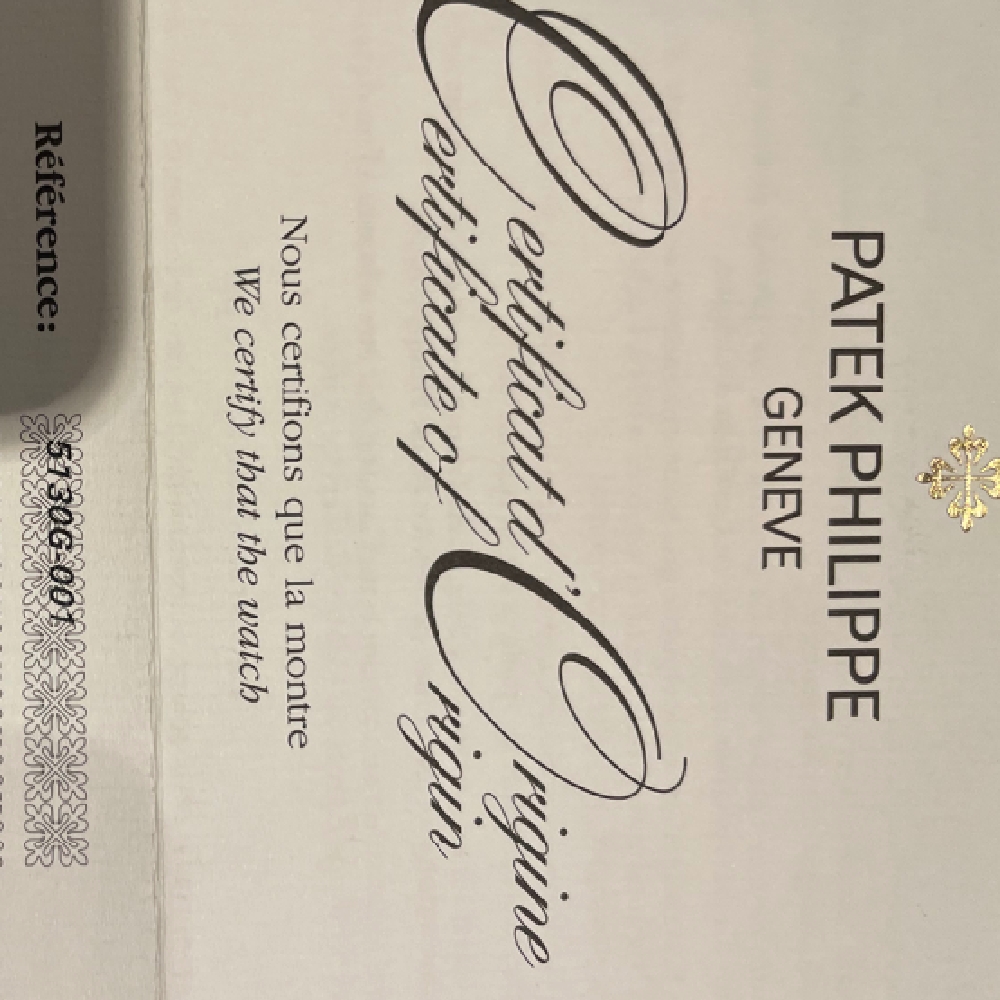 PATEK PHILIPPE
GENEVE
Certificat d'Origine
Certificate of Origin
Nous certifions que la montre
We certify that the watch
Référence: 5130G-001